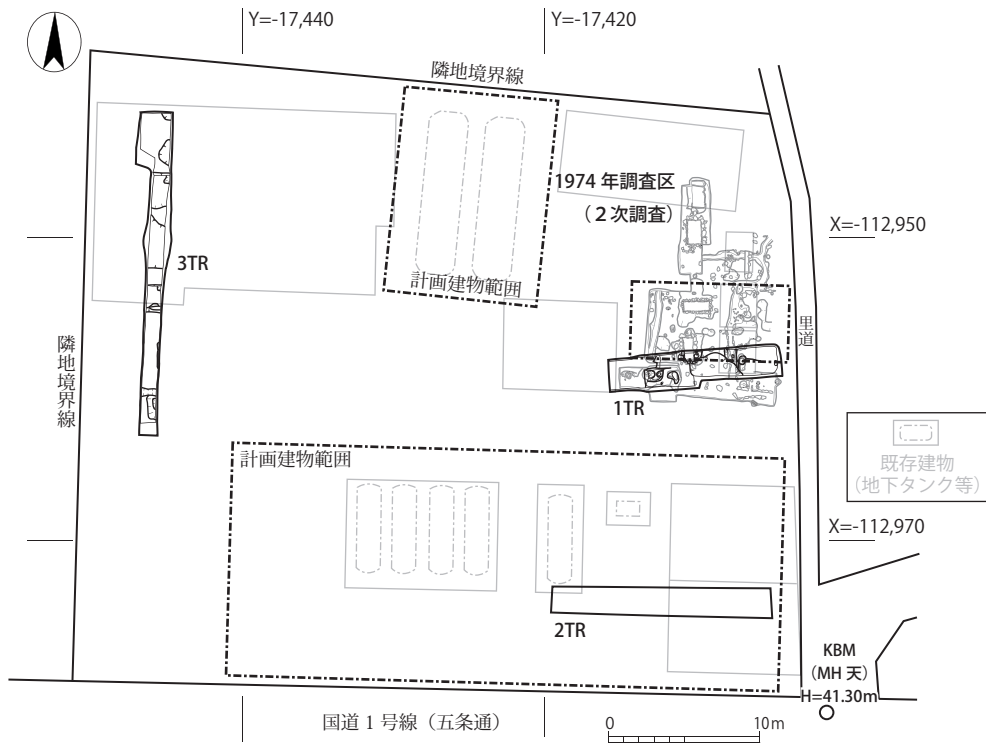 Y=-17,440
Y=-17,420
隣地境界線
1974 年調査区
（２次調査）
X=-112,950
計画建物範囲
3TR
里道
隣地境界線
1TR
計画建物範囲
既存建物
（地下タンク等）
X=-112,970
2TR
KBM
（MH 天）
H=41.30m
国道 1 号線（五条通）
0
10m